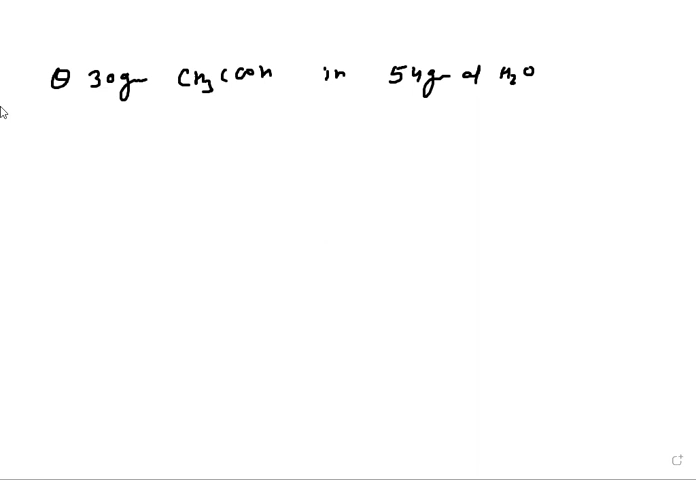 Θ 30gm CH3COOH in 54gm of H2O